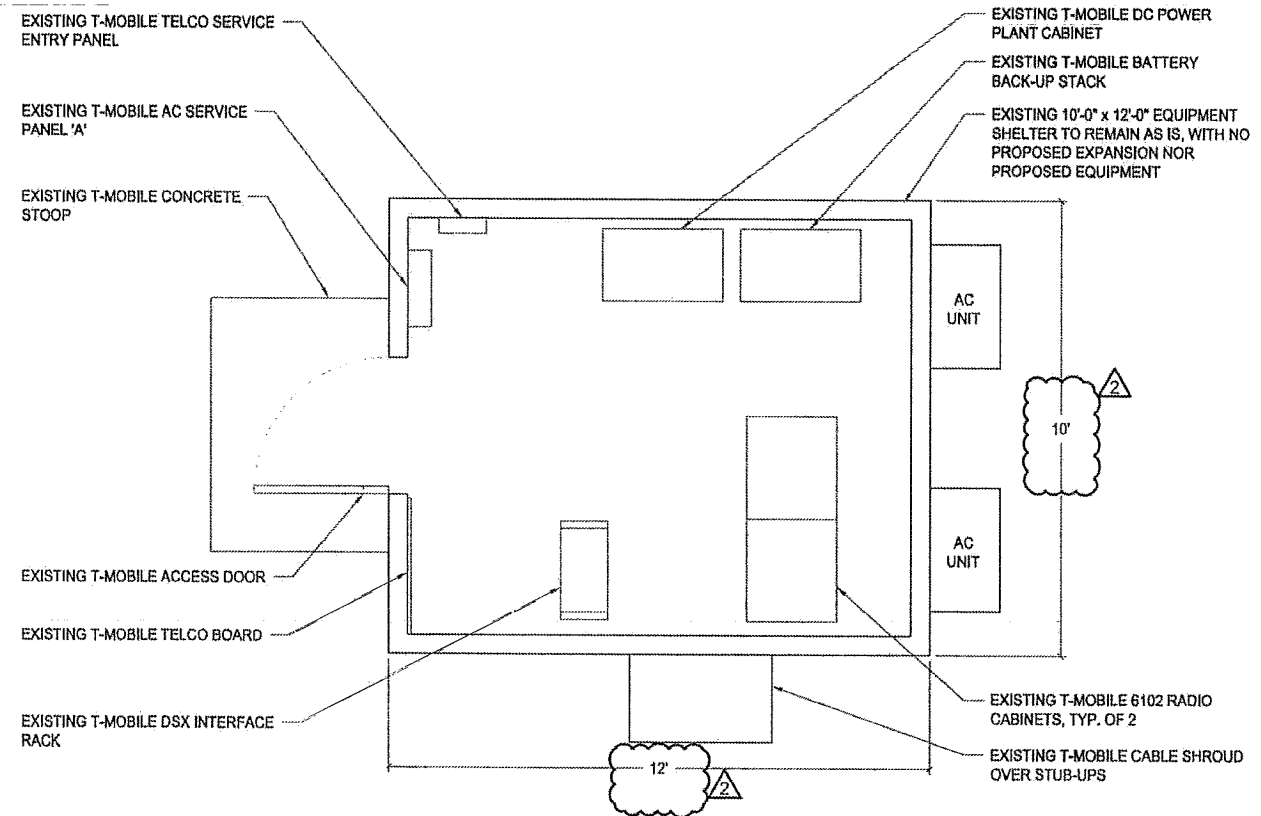 EXISTING T-MOBILE TELCO SERVICE
ENTRY PANEL
EXISTING T-MOBILE AC SERVICE
PANEL 'A'
EXISTING T-MOBILE CONCRETE
STOOP
EXISTING T-MOBILE DC POWER
PLANT CABINET
EXISTING T-MOBILE BATTERY
BACK-UP STACK
EXISTING 10'-0" x 12'-0" EQUIPMENT
SHELTER TO REMAIN AS IS, WITH NO
PROPOSED EXPANSION NOR
PROPOSED EQUIPMENT
AC
UNIT
2
10'
AC
UNIT
EXISTING T-MOBILE ACCESS DOOR
EXISTING T-MOBILE TELCO BOARD
EXISTING T-MOBILE DSX INTERFACE
RACK
EXISTING T-MOBILE 6102 RADIO
CABINETS, TYP. OF 2
EXISTING T-MOBILE CABLE SHROUD
OVER STUB-UPS
12'
2